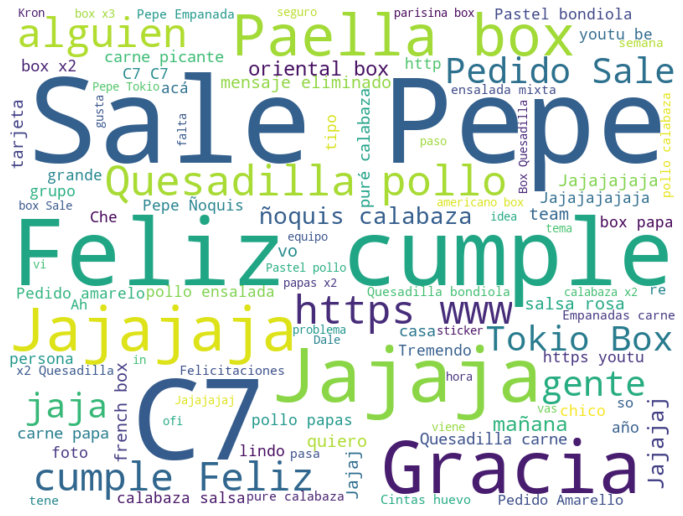 Kron
box x3
Pepe Empanada
seguro
parisina box
Pastel bondiola
alguien
Paella box
youtu be
semana
carne picante
box x2
C7 C7
oriental box
http
Pedido Sale
mensaje eliminado
Pepe Tokio
acá
ensalada mixta
tarjeta
gusta
Sale Pepe
falta
tipo
puré calabaza
paso
Box Quesadilla
pollo calabaza
grande
Quesadilla pollo
Jajajajaja
grupo
americano box
Jajajajajaja
box Sale
Pepe Ñoquis
Che
ñoquis calabaza
idea
team
box papa
Feliz cumple
equipo
vo
tema
vi
Pastel pollo
papas x2
Pedido amarelo
pollo ensalada
Quesadilla bondiola
calabaza x2
re
Ah
https www
salsa rosa
Jajajaja
Empanadas carne
problema
Dale
casa
sticker
Tokio Box
persona
in
Tremendo
https youtu
x2 Quesadilla
french box
Felicitaciones
C7
Jajaja
hora
gente
jaja
Jajajajaj
ofi
vas
chico
so
Jajajaj
pollo papas
viene
mañana
año
carne papa
quiero
Quesadilla carne
foto
lindo
pasa
Jajaj
Gracia
cumple Feliz
tene
calabaza salsa
pure calabaza
Cintas huevo
Pedido Amarello